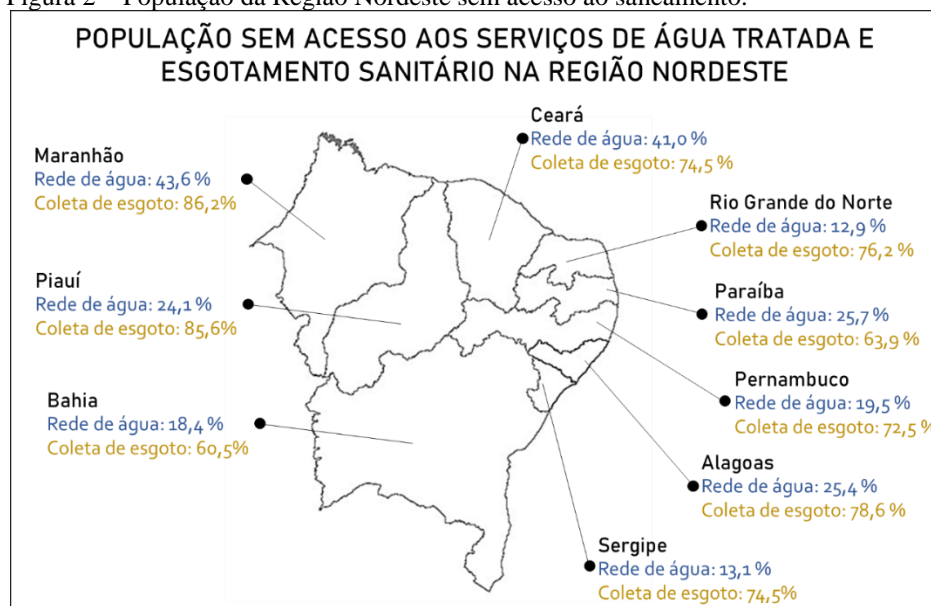 Figura 2 – População da Região Nordeste sem acesso ao saneamento.
POPULAÇÃO SEM ACESSO AOS SERVIÇOS DE ÁGUA TRATADA E
ESGOTAMENTO SANITÁRIO NA REGIÃO NORDESTE
Ceará
Rede de água: 41,0 %
Coleta de esgoto: 74,5 %
Maranhão
Rede de água: 43,6 %
Coleta de esgoto: 86,2%
Rio Grande do Norte
Rede de água: 12,9 %
Coleta de esgoto: 76,2 %
Piauí
Rede de água: 24,1 %
Coleta de esgoto: 85,6%
Paraíba
Rede de água: 25,7 %
Coleta de esgoto: 63,9 %
Pernambuco
Rede de água: 19,5 %
Coleta de esgoto: 72,5 %
Bahia
Rede de água: 18,4 %
Coleta de esgoto: 60,5%
Alagoas
Rede de água: 25,4 %
Coleta de esgoto: 78,6 %
Sergipe
Rede de água: 13,1 %
Coleta de esgoto: 74,5%